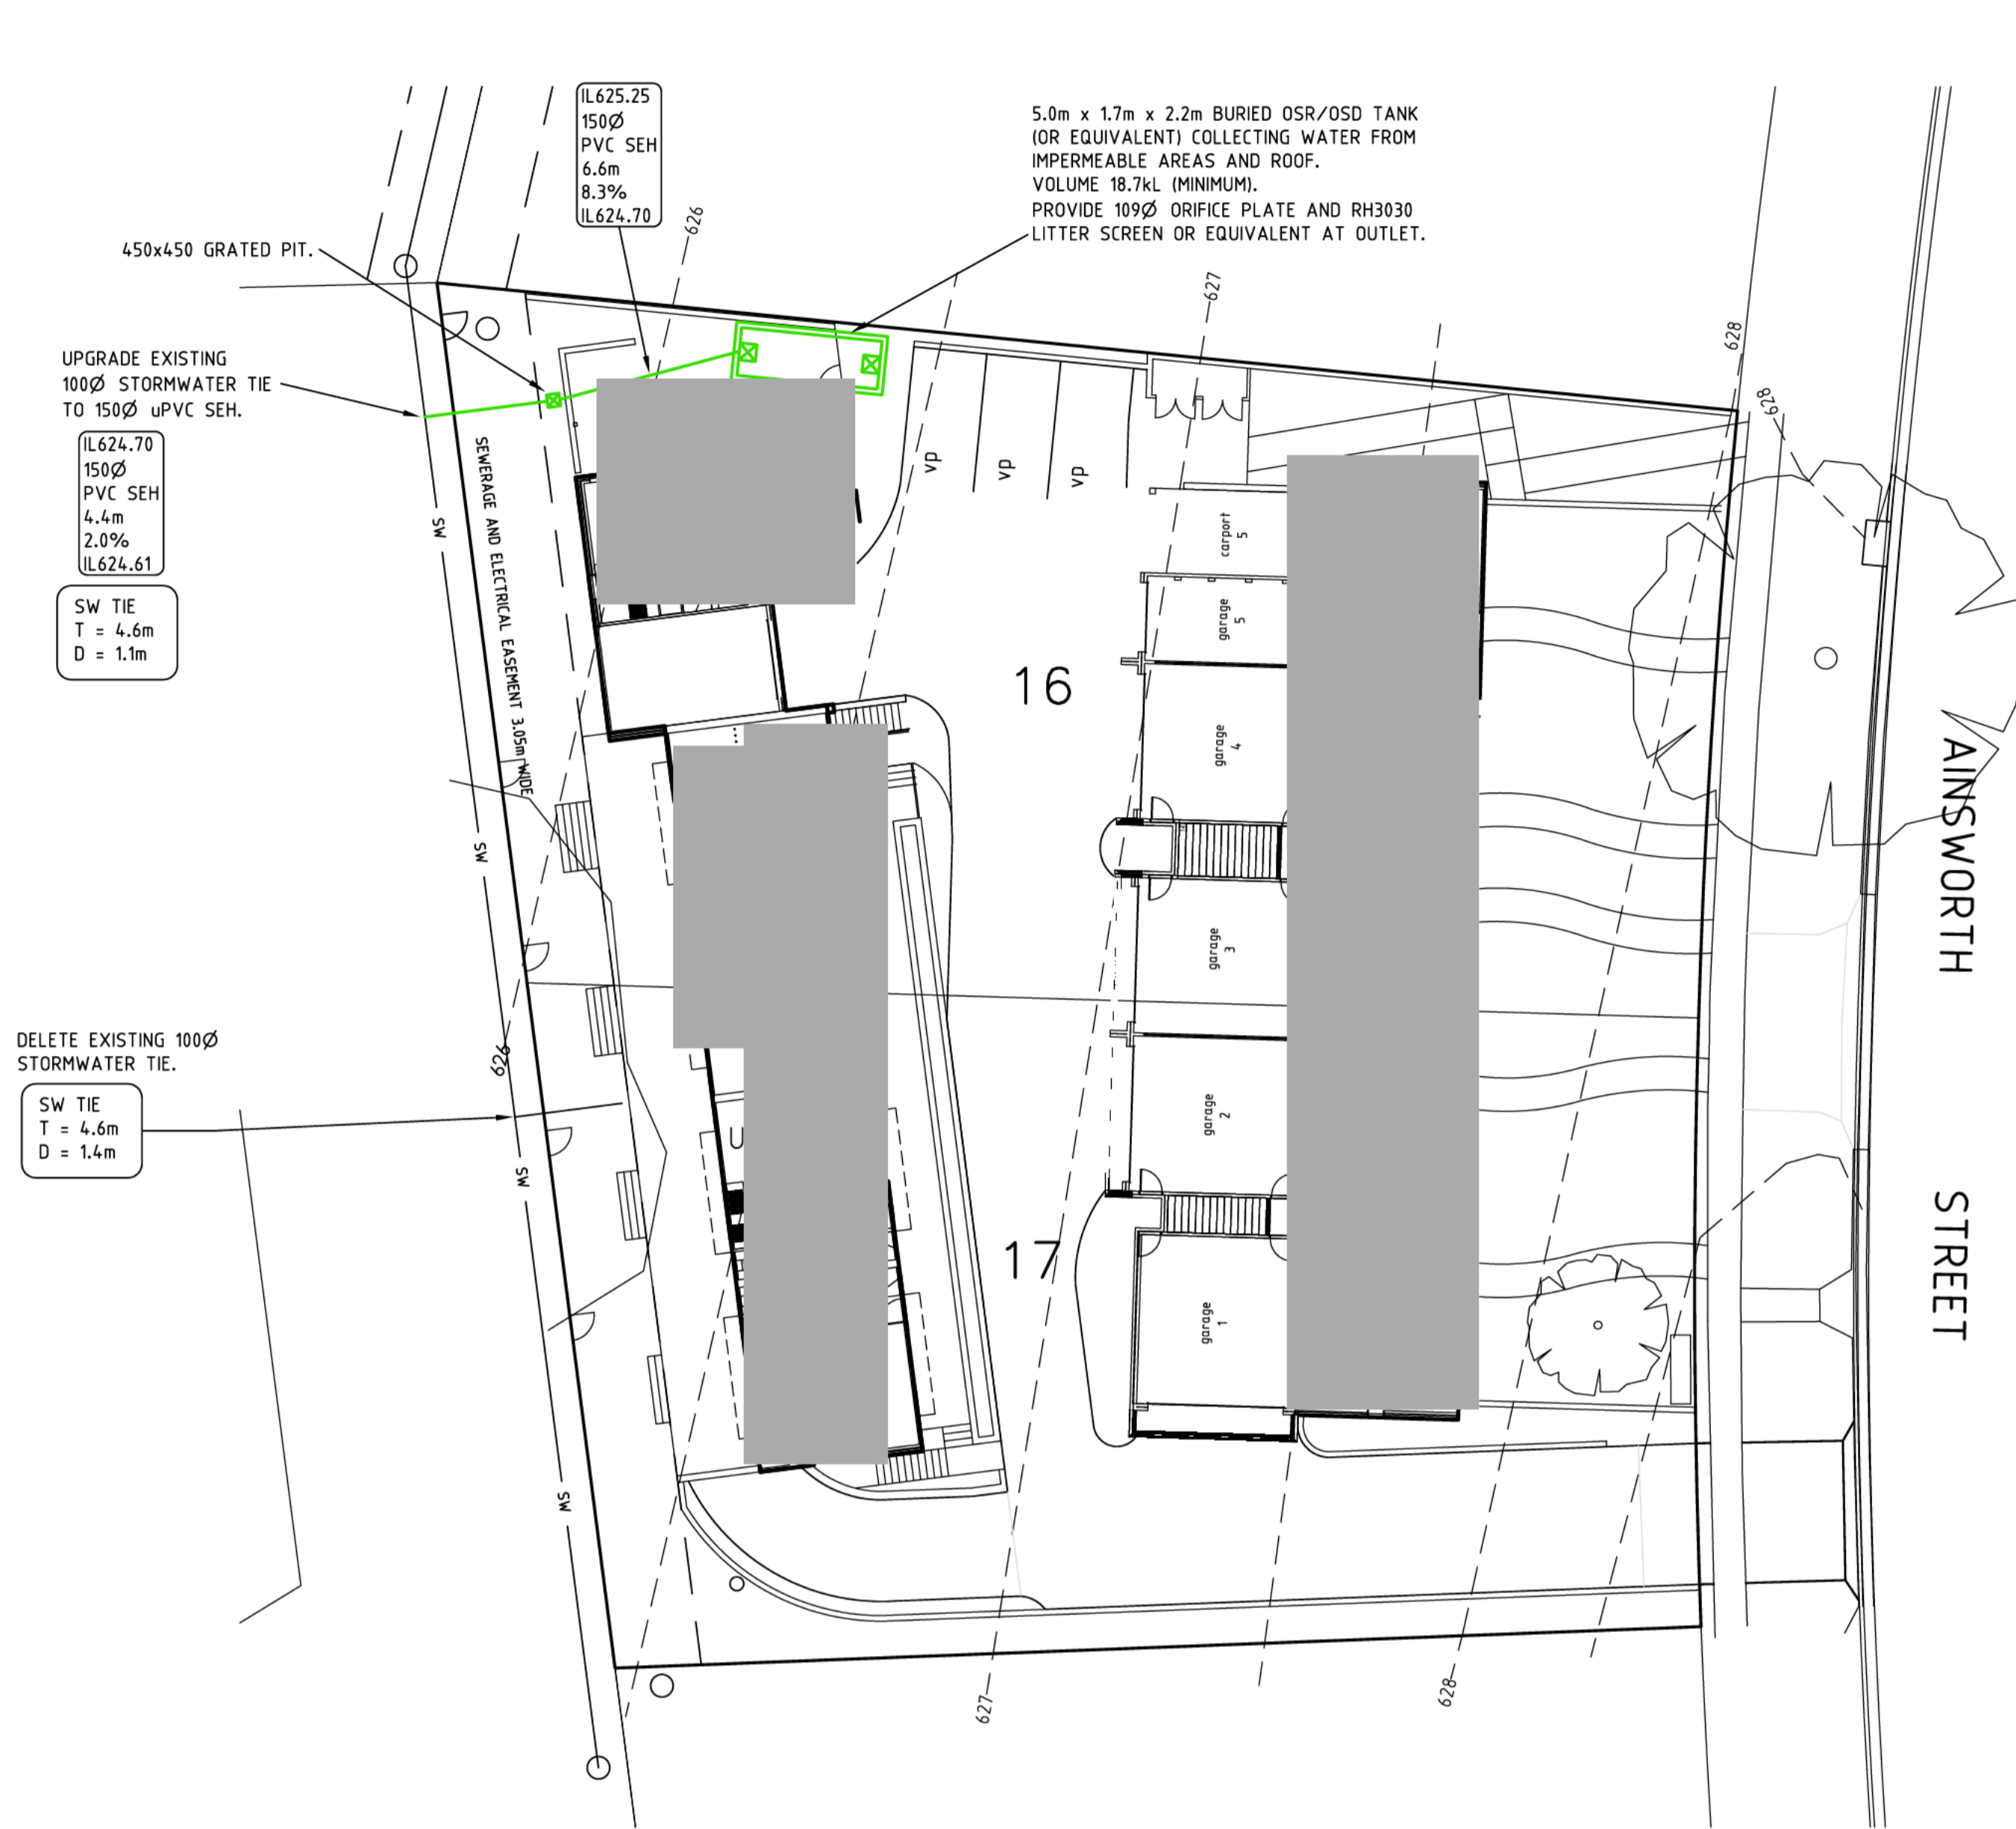 IL625.25
150Ø
PVC SEH
6.6m
8.3%
IL624.70
5.0m x 1.7m x 2.2m BURIED OSR/OSD TANK
(OR EQUIVALENT) COLLECTING WATER FROM
IMPERMEABLE AREAS AND ROOF.
VOLUME 18.7kL (MINIMUM).
PROVIDE 109Ø ORIFICE PLATE AND RH3030
LITTER SCREEN OR EQUIVALENT AT OUTLET.
626
450x450 GRATED PIT.
627
628
628
UPGRADE EXISTING
100Ø STORMWATER TIE
TO 150Ø uPVC SEH.
IL624.70
150Ø
PVC SEH
4.4m
2.0%
IL624.61
SW TIE
T = 4.6m
D = 1.1m
SW
SEWERAGE AND ELECTRICAL EASEMENT 3.05m WIDE
vp
vp
vp
carport
5
garage
5
16
garage
4
SW
garage
3
AINSWORTH
STREET
626
DELETE EXISTING 100Ø
STORMWATER TIE.
SW TIE
T = 4.6m
D = 1.4m
SW
U
garage
2
17
garage
1
SW
627
628